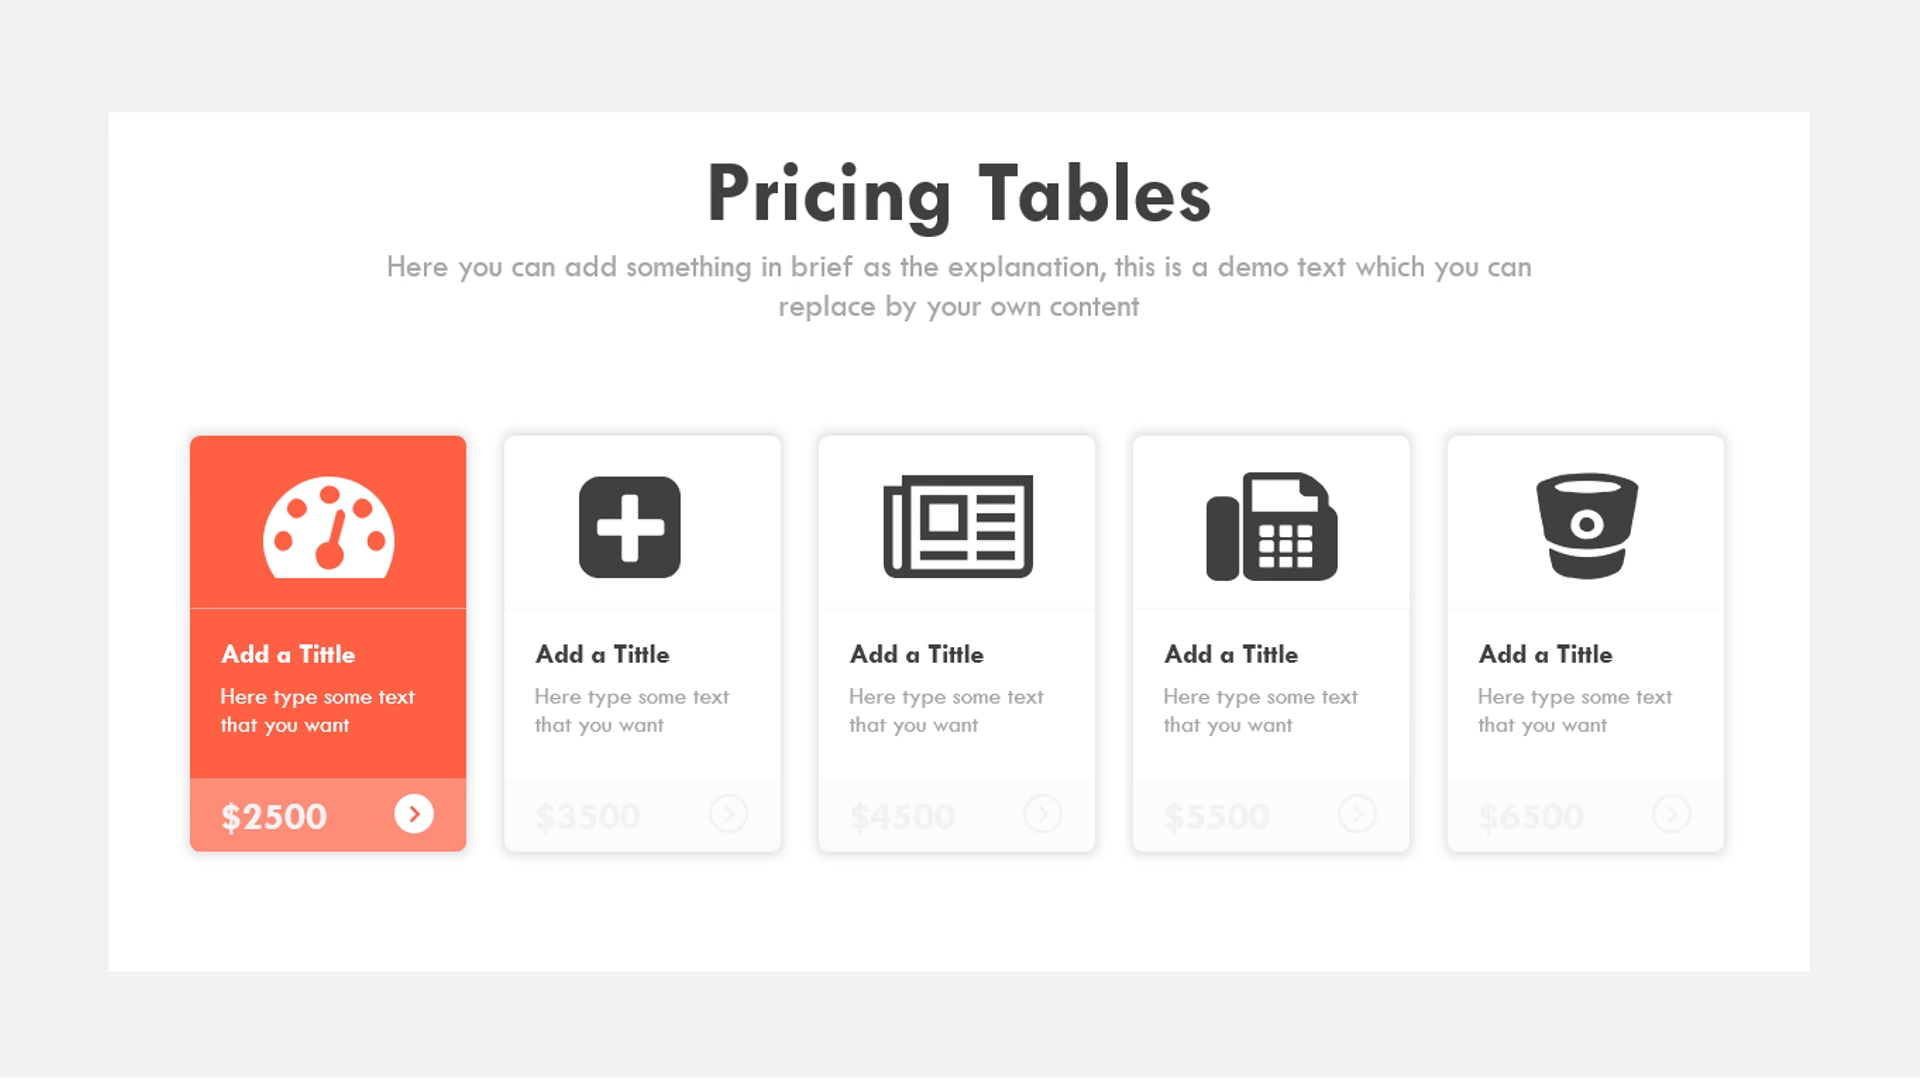 Pricing Tables
Here you can add something in brief as the explanation, this is a demo text which you can
replace by your own content
Add a Tittle
Here type some text
that you want
$2500
Add a Tittle
Here type some text
that you want
$3500
Add a Tittle
Here type some text
that you want
$4500
Add a Tittle
Here type some text
that you want
$5500
Add a Tittle
Here type some text
that you want
$6500